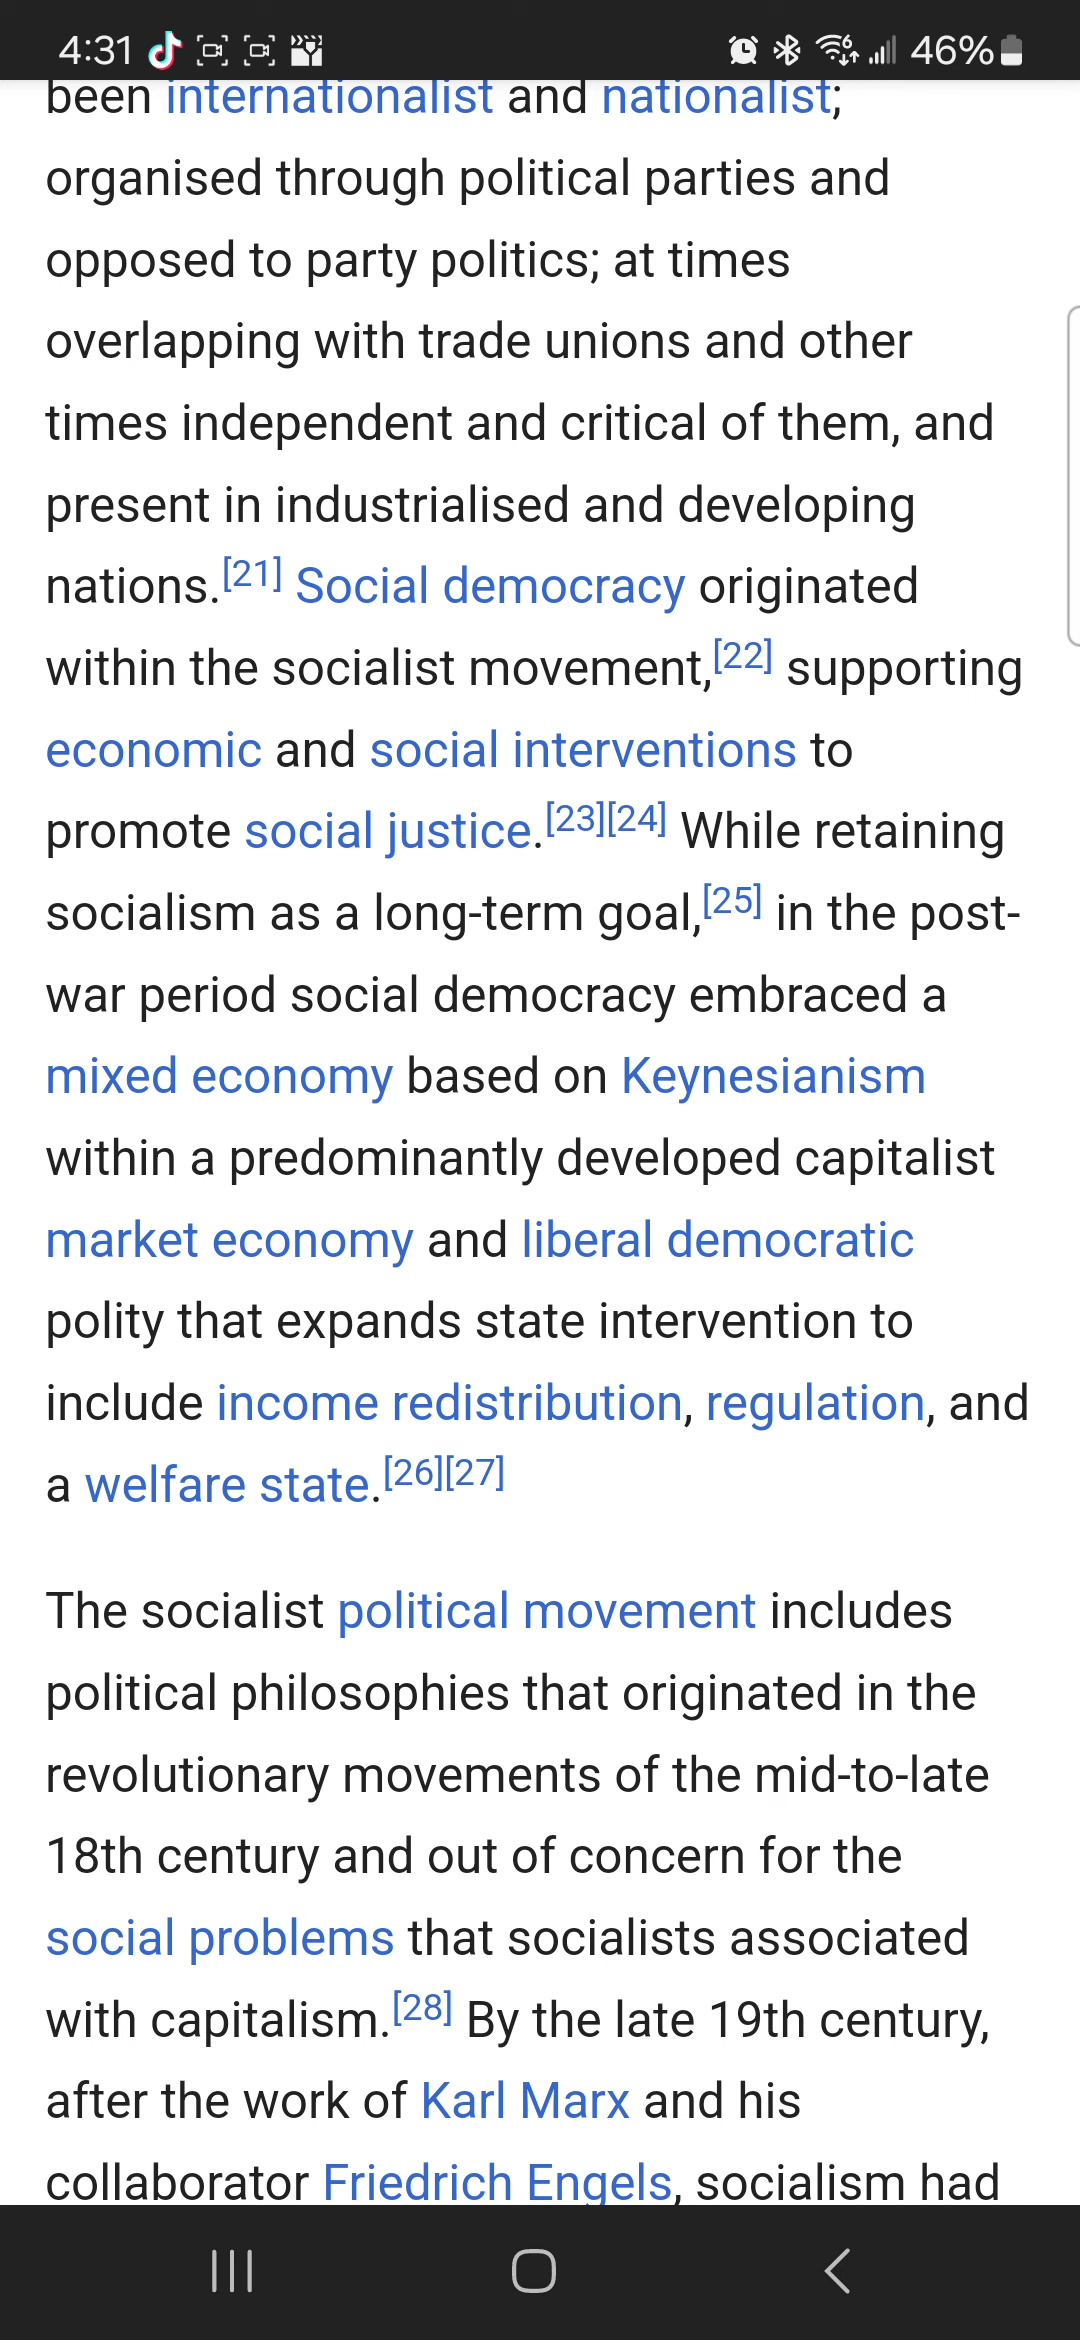 4:31
46%
been internationalist and nationalist;
organised through political parties and
opposed to party politics; at times
overlapping with trade unions and other
times independent and critical of them, and
present in industrialised and developing
nations.[21] Social democracy originated
within the socialist movement,[22] supporting
economic and social interventions to
promote social justice.[23][24] While retaining
socialism as a long-term goal,[25] in the post-
war period social democracy embraced a
mixed economy based on Keynesianism
within a predominantly developed capitalist
market economy and liberal democratic
polity that expands state intervention to
include income redistribution, regulation, and
a welfare state.[26][27]
The socialist political movement includes
political philosophies that originated in the
revolutionary movements of the mid-to-late
18th century and out of concern for the
social problems that socialists associated
with capitalism.[28] By the late 19th century,
after the work of Karl Marx and his
collaborator Friedrich Engels, socialism had